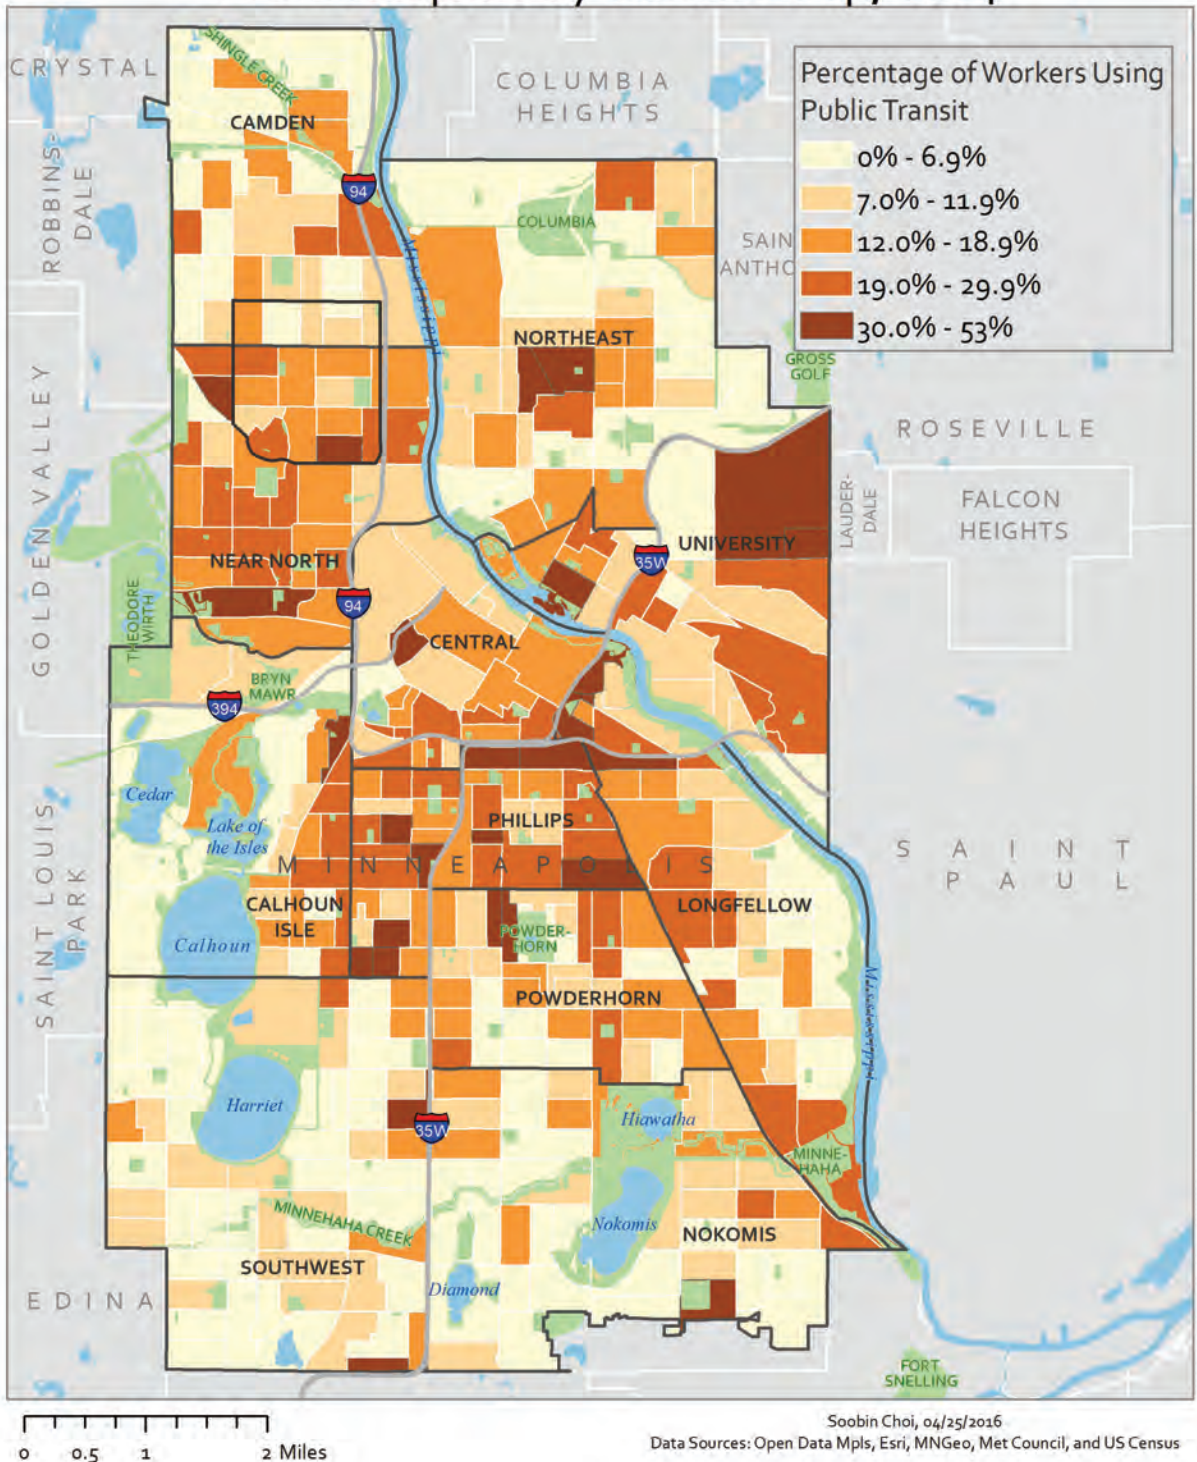 CRYSTAL
SHINGLE CREEK
COLUMBIA
HEIGHTS
Percentage of Workers Using
Public Transit
0% - 6.9%
7.0% - 11.9%
12.0% - 18.9%
19.0% - 29.9%
30.0% - 53%
CAMDEN
ROBBINS-
DALE
94
COLUMBIA
SAIN
ANTHO
Mississippi
NORTHEAST
GROSS
GOLF
GOLDEN VALLEY
ROSEVILLE
LAUDER-
DALE
FALCON
HEIGHTS
UNIVERSITY
35W
NEAR NORTH
THEODORE
WIRTH
94
CENTRAL
BRYN
MAWR
394
Cedar
Lake of
the Isles
PHILLIPS
MINNEAPOLIS
SAINT
PAUL
SAINT LOUIS
PARK
CALHOUN
ISLE
LONGFELLOW
Calhoun
POWDER-
HORN
POWDERHORN
Mississippi
Harriet
Hiawatha
35W
MINNE-
HAHA
MINNEHAHA CREEK
Nokomis
NOKOMIS
SOUTHWEST
Diamond
EDINA
FORT
SNELLING
0 0.5 1 2 Miles
Soobin Choi, 04/25/2016
Data Sources: Open Data Mpls, Esri, MNGeo, Met Council, and US Census